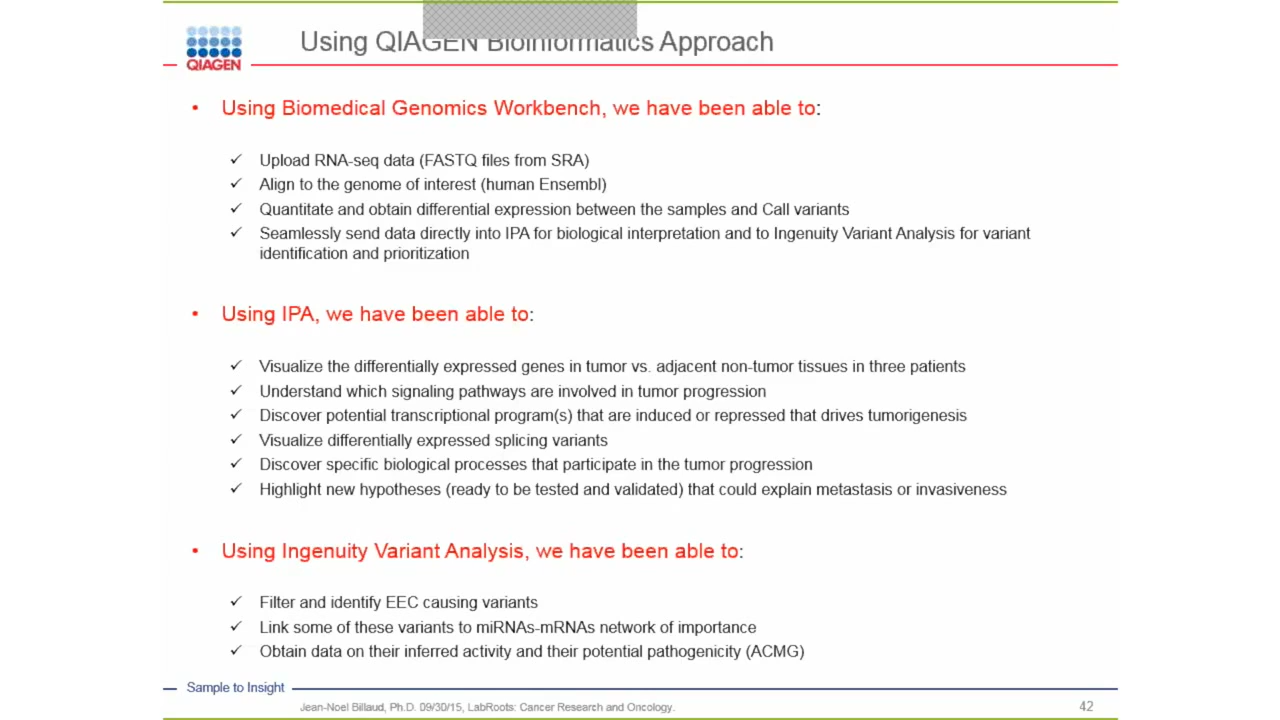 QIAGEN
Using QIAGEN Bioinformatics Approach
• Using Biomedical Genomics Workbench, we have been able to:
✓ Upload RNA-seq data (FASTQ files from SRA)
✓ Align to the genome of interest (human Ensembl)
✓ Quantitate and obtain differential expression between the samples and Call variants
✓ Seamlessly send data directly into IPA for biological interpretation and to Ingenuity Variant Analysis for variant
identification and prioritization
• Using IPA, we have been able to:
✓ Visualize the differentially expressed genes in tumor vs. adjacent non-tumor tissues in three patients
✓ Understand which signaling pathways are involved in tumor progression
✓ Discover potential transcriptional program(s) that are induced or repressed that drives tumorigenesis
✓ Visualize differentially expressed splicing variants
✓ Discover specific biological processes that participate in the tumor progression
✓ Highlight new hypotheses (ready to be tested and validated) that could explain metastasis or invasiveness
• Using Ingenuity Variant Analysis, we have been able to:
✓ Filter and identify EEC causing variants
✓ Link some of these variants to miRNAs-mRNAs network of importance
✓ Obtain data on their inferred activity and their potential pathogenicity (ACMG)
Sample to Insight
Jean-Noel Billaud, Ph.D. 09/30/15, LabRoots: Cancer Research and Oncology.
42